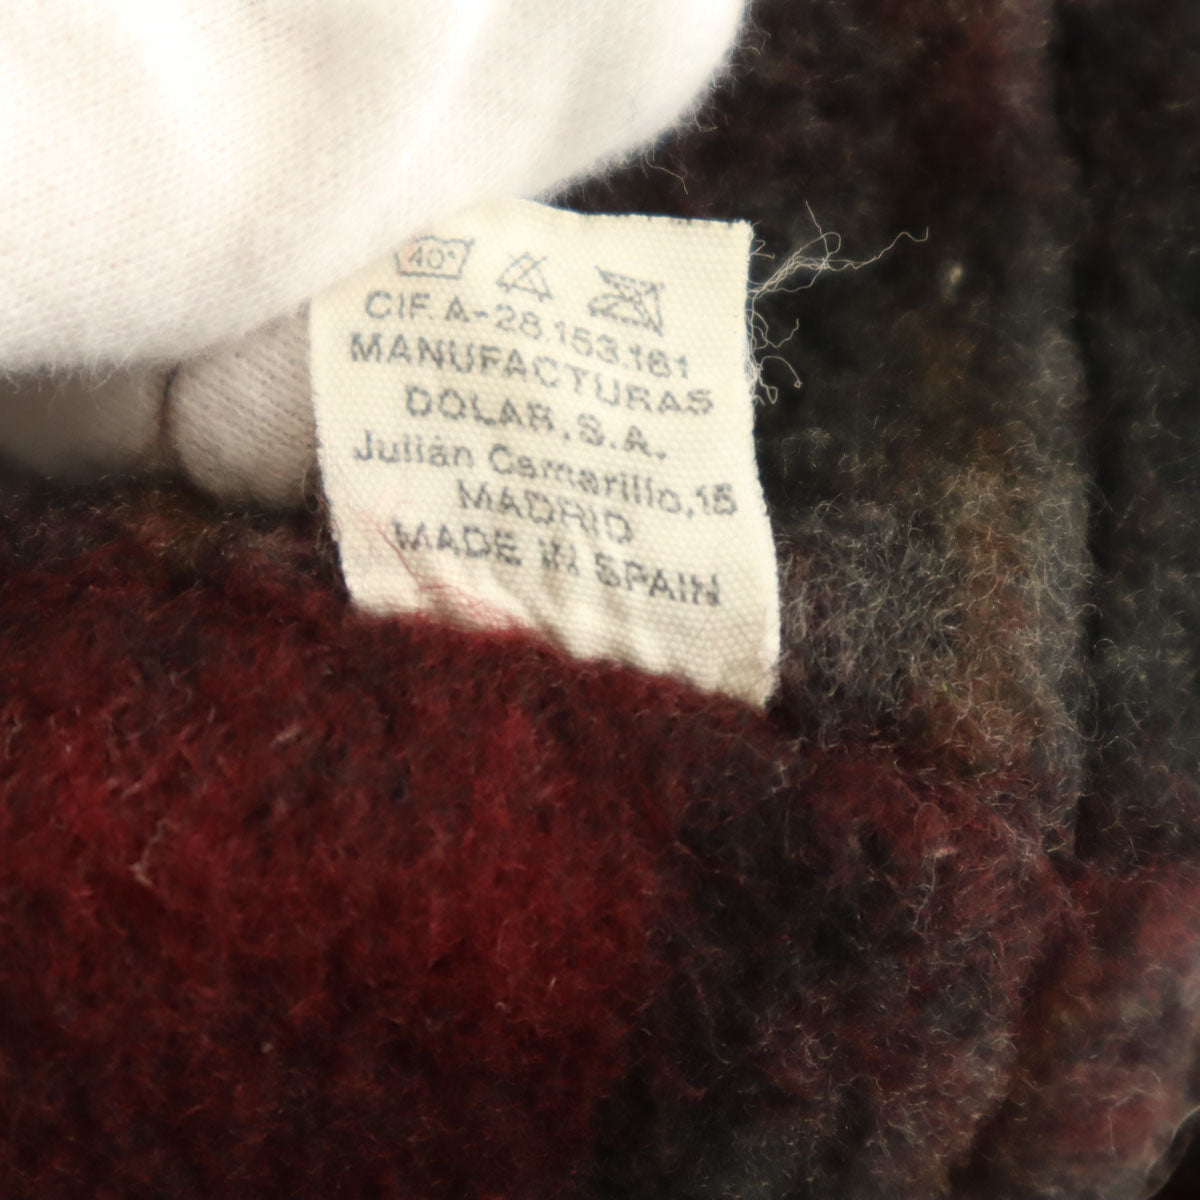 40°
CIF. A-28.153.161
MANUFACTURAS
DOLAR, S.A.
Julián Camarillo, 15
MADRID
MADE IN SPAIN